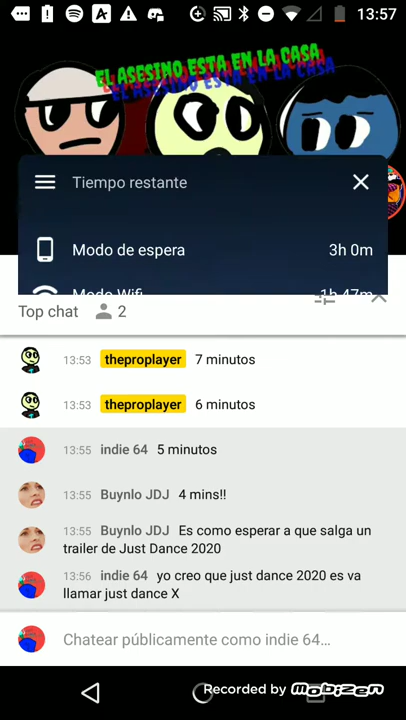 13:57
EL ASESINO ESTA EN LA CASA
Tiempo restante
Modo de espera 3h 0m
Modo Wifi 1h 47m
Top chat 2
13:53 theproplayer 7 minutos
13:53 theproplayer 6 minutos
13:55 indie 64 5 minutos
13:55 Buynlo JDJ 4 mins!!
13:55 Buynlo JDJ Es como esperar a que salga un
trailer de Just Dance 2020
13:56 indie 64 yo creo que just dance 2020 es va
llamar just dance X
Chatear públicamente como indie 64...
Recorded by MOBIZEN